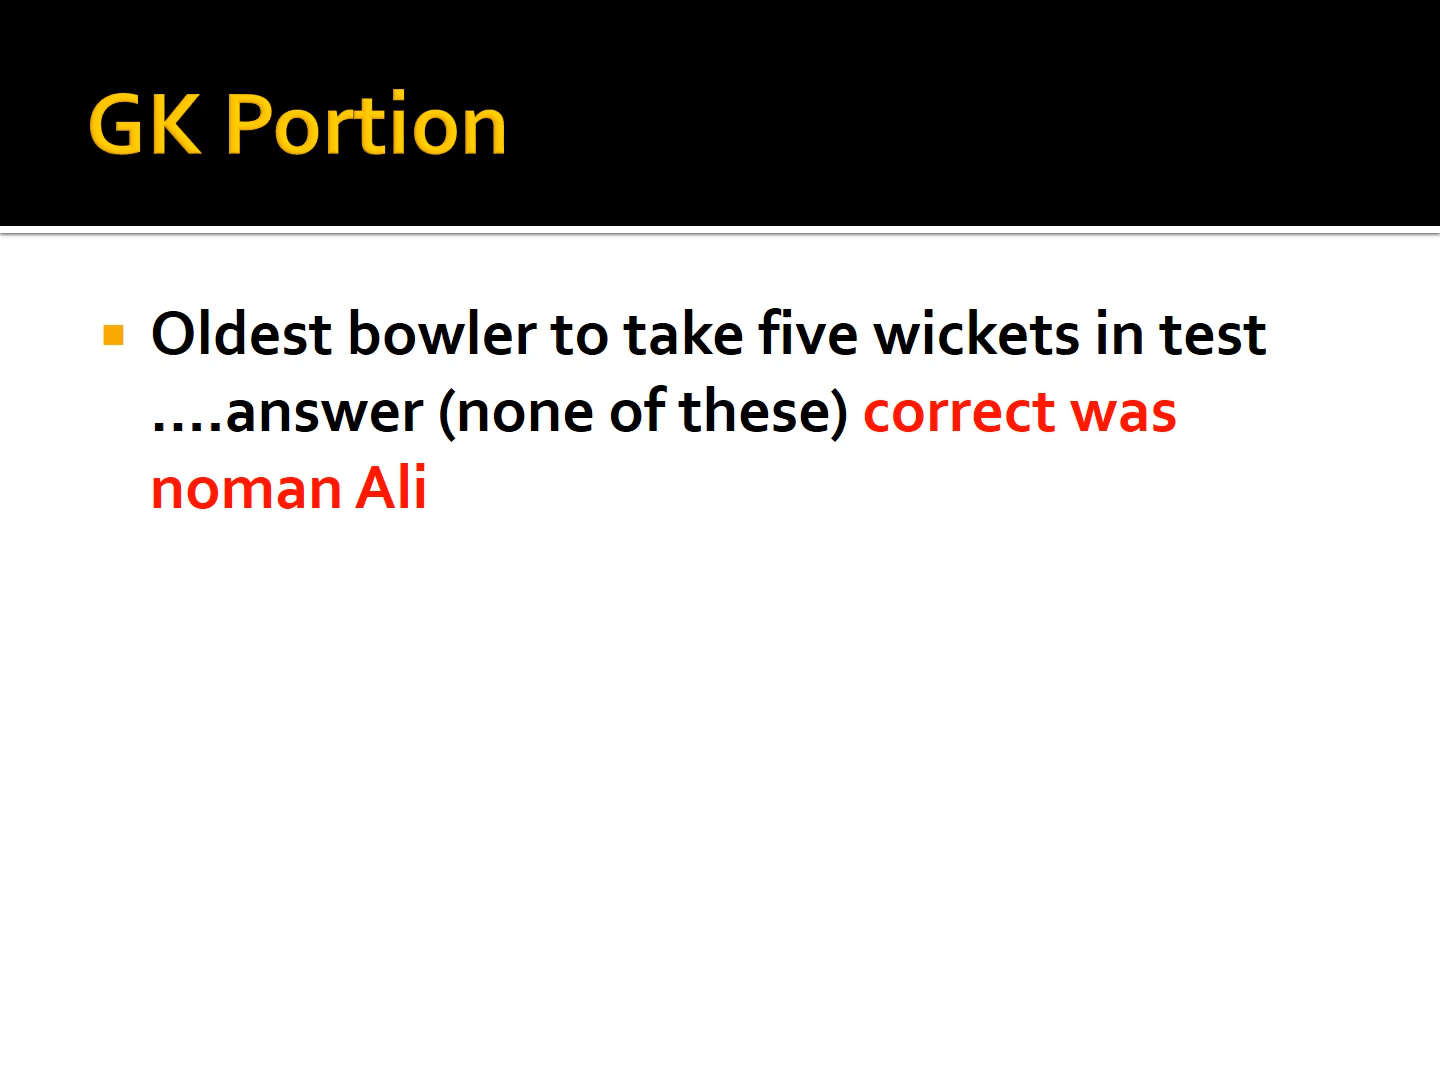 GK Portion
Oldest bowler to take five wickets in test
....answer (none of these) correct was
noman Ali